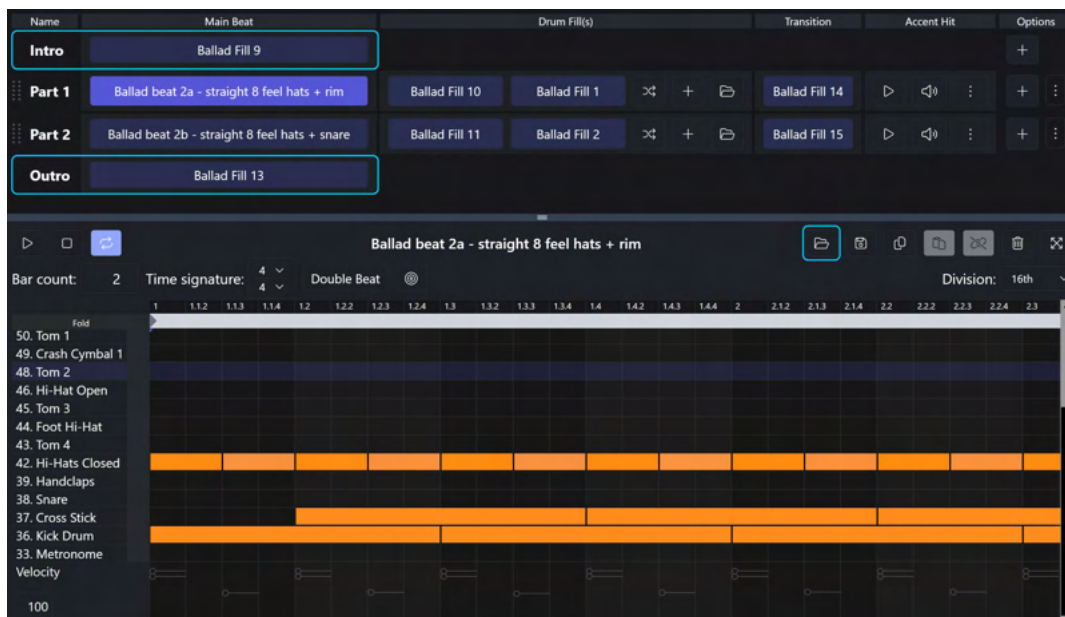 Name Main Beat Drum Fill(s) Transition Accent Hit Options
Intro Ballad Fill 9 +
Part 1 Ballad beat 2a - straight 8 feel hats + rim Ballad Fill 10 Ballad Fill 1 + Ballad Fill 14 +
Part 2 Ballad beat 2b - straight 8 feel hats + snare Ballad Fill 11 Ballad Fill 2 + Ballad Fill 15 +
Outro Ballad Fill 13
Ballad beat 2a - straight 8 feel hats + rim
Bar count: 2 Time signature: 4 4 Double Beat Division: 16th
1 1.1.2 1.1.3 1.1.4 1.2 1.2.2 1.2.3 1.2.4 1.3 1.3.2 1.3.3 1.3.4 1.4 1.4.2 1.4.3 1.4.4 2 2.1.2 2.1.3 2.1.4 2.2 2.2.2 2.2.3 2.2.4 2.3
Fold
50. Tom 1
49. Crash Cymbal 1
48. Tom 2
46. Hi-Hat Open
45. Tom 3
44. Foot Hi-Hat
43. Tom 4
42. Hi-Hats Closed
39. Handclaps
38. Snare
37. Cross Stick
36. Kick Drum
33. Metronome
Velocity
100